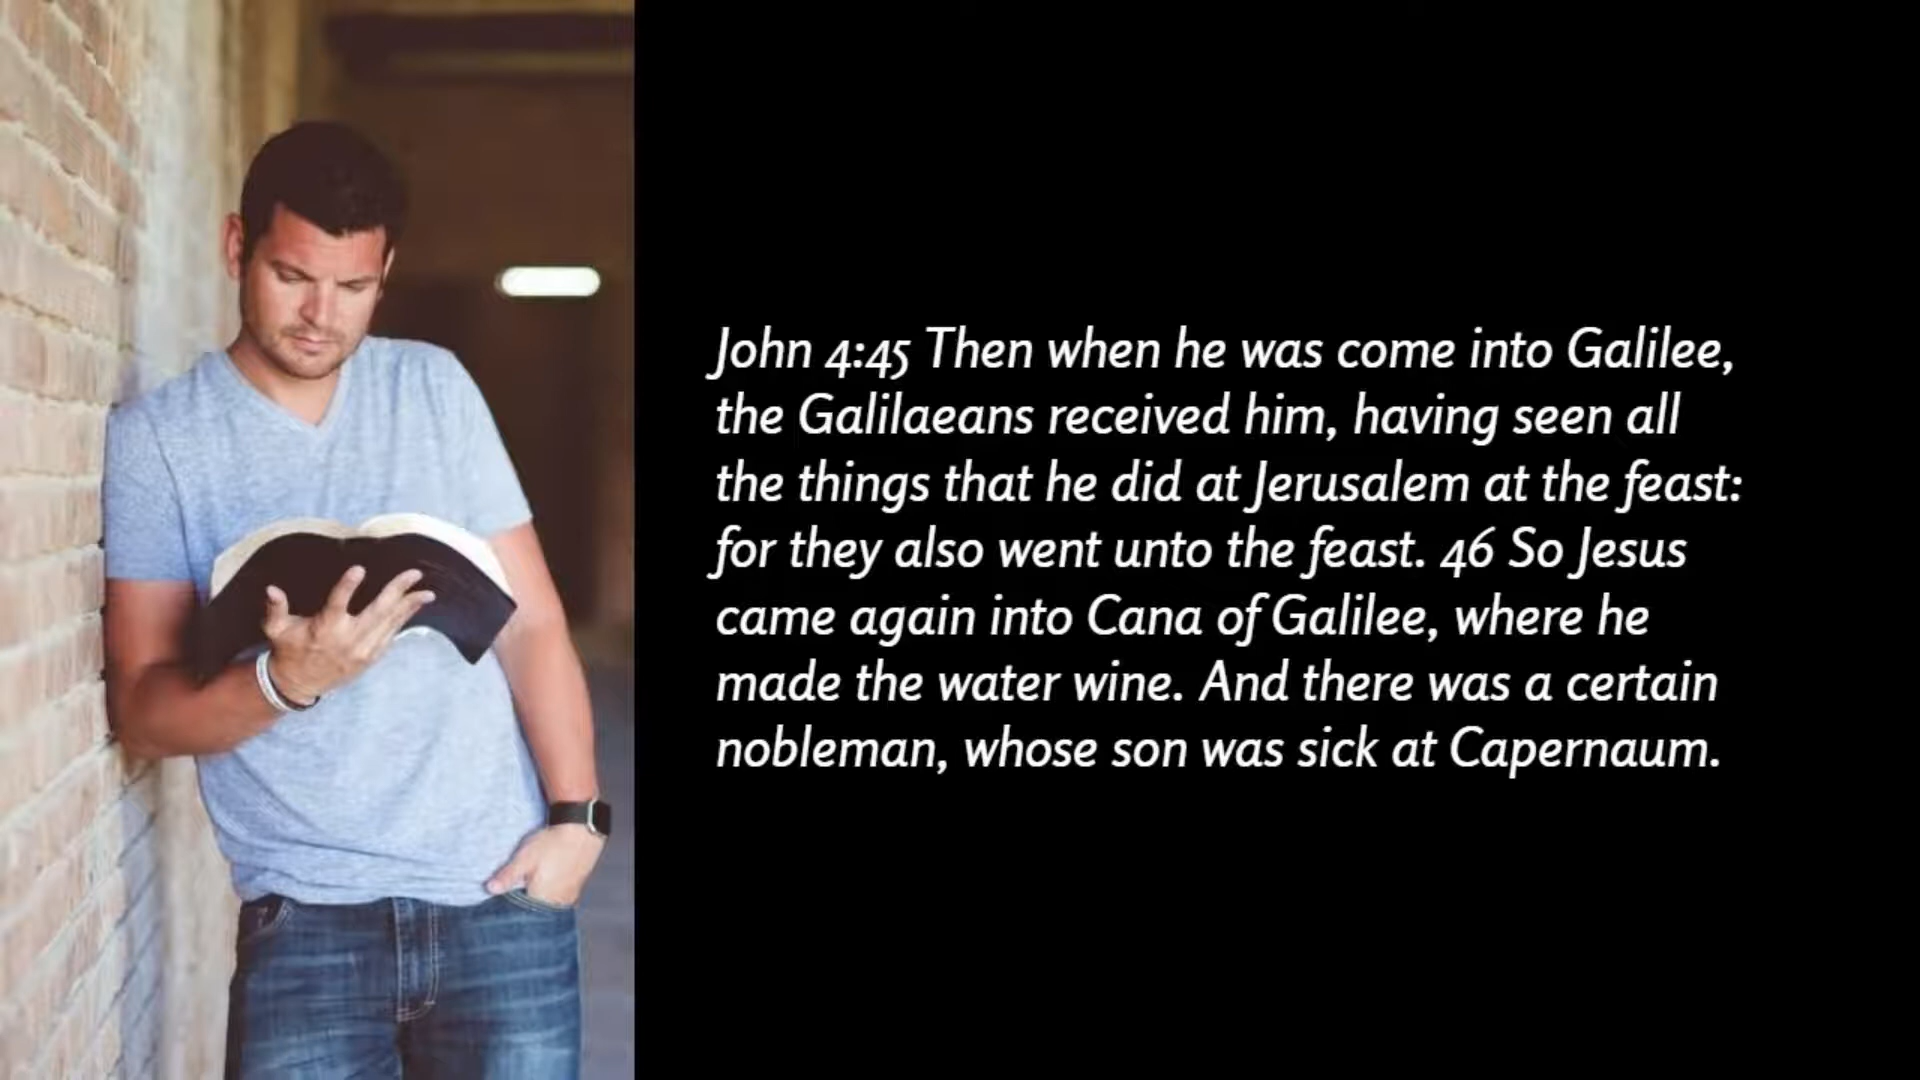 John 4:45 Then when he was come into Galilee,
the Galilaeans received him, having seen all
the things that he did at Jerusalem at the feast:
for they also went unto the feast. 46 So Jesus
came again into Cana of Galilee, where he
made the water wine. And there was a certain
nobleman, whose son was sick at Capernaum.